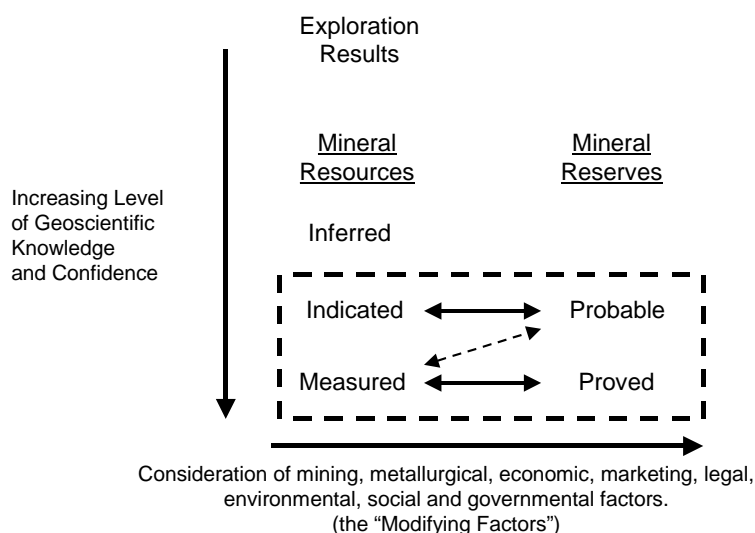 Exploration
Results
Mineral
Resources
Mineral
Reserves
Increasing Level
of Geoscientific
Knowledge
and Confidence
Inferred
Indicated
Probable
Measured
Proved
Consideration of mining, metallurgical, economic, marketing, legal,
environmental, social and governmental factors.
(the “Modifying Factors”)